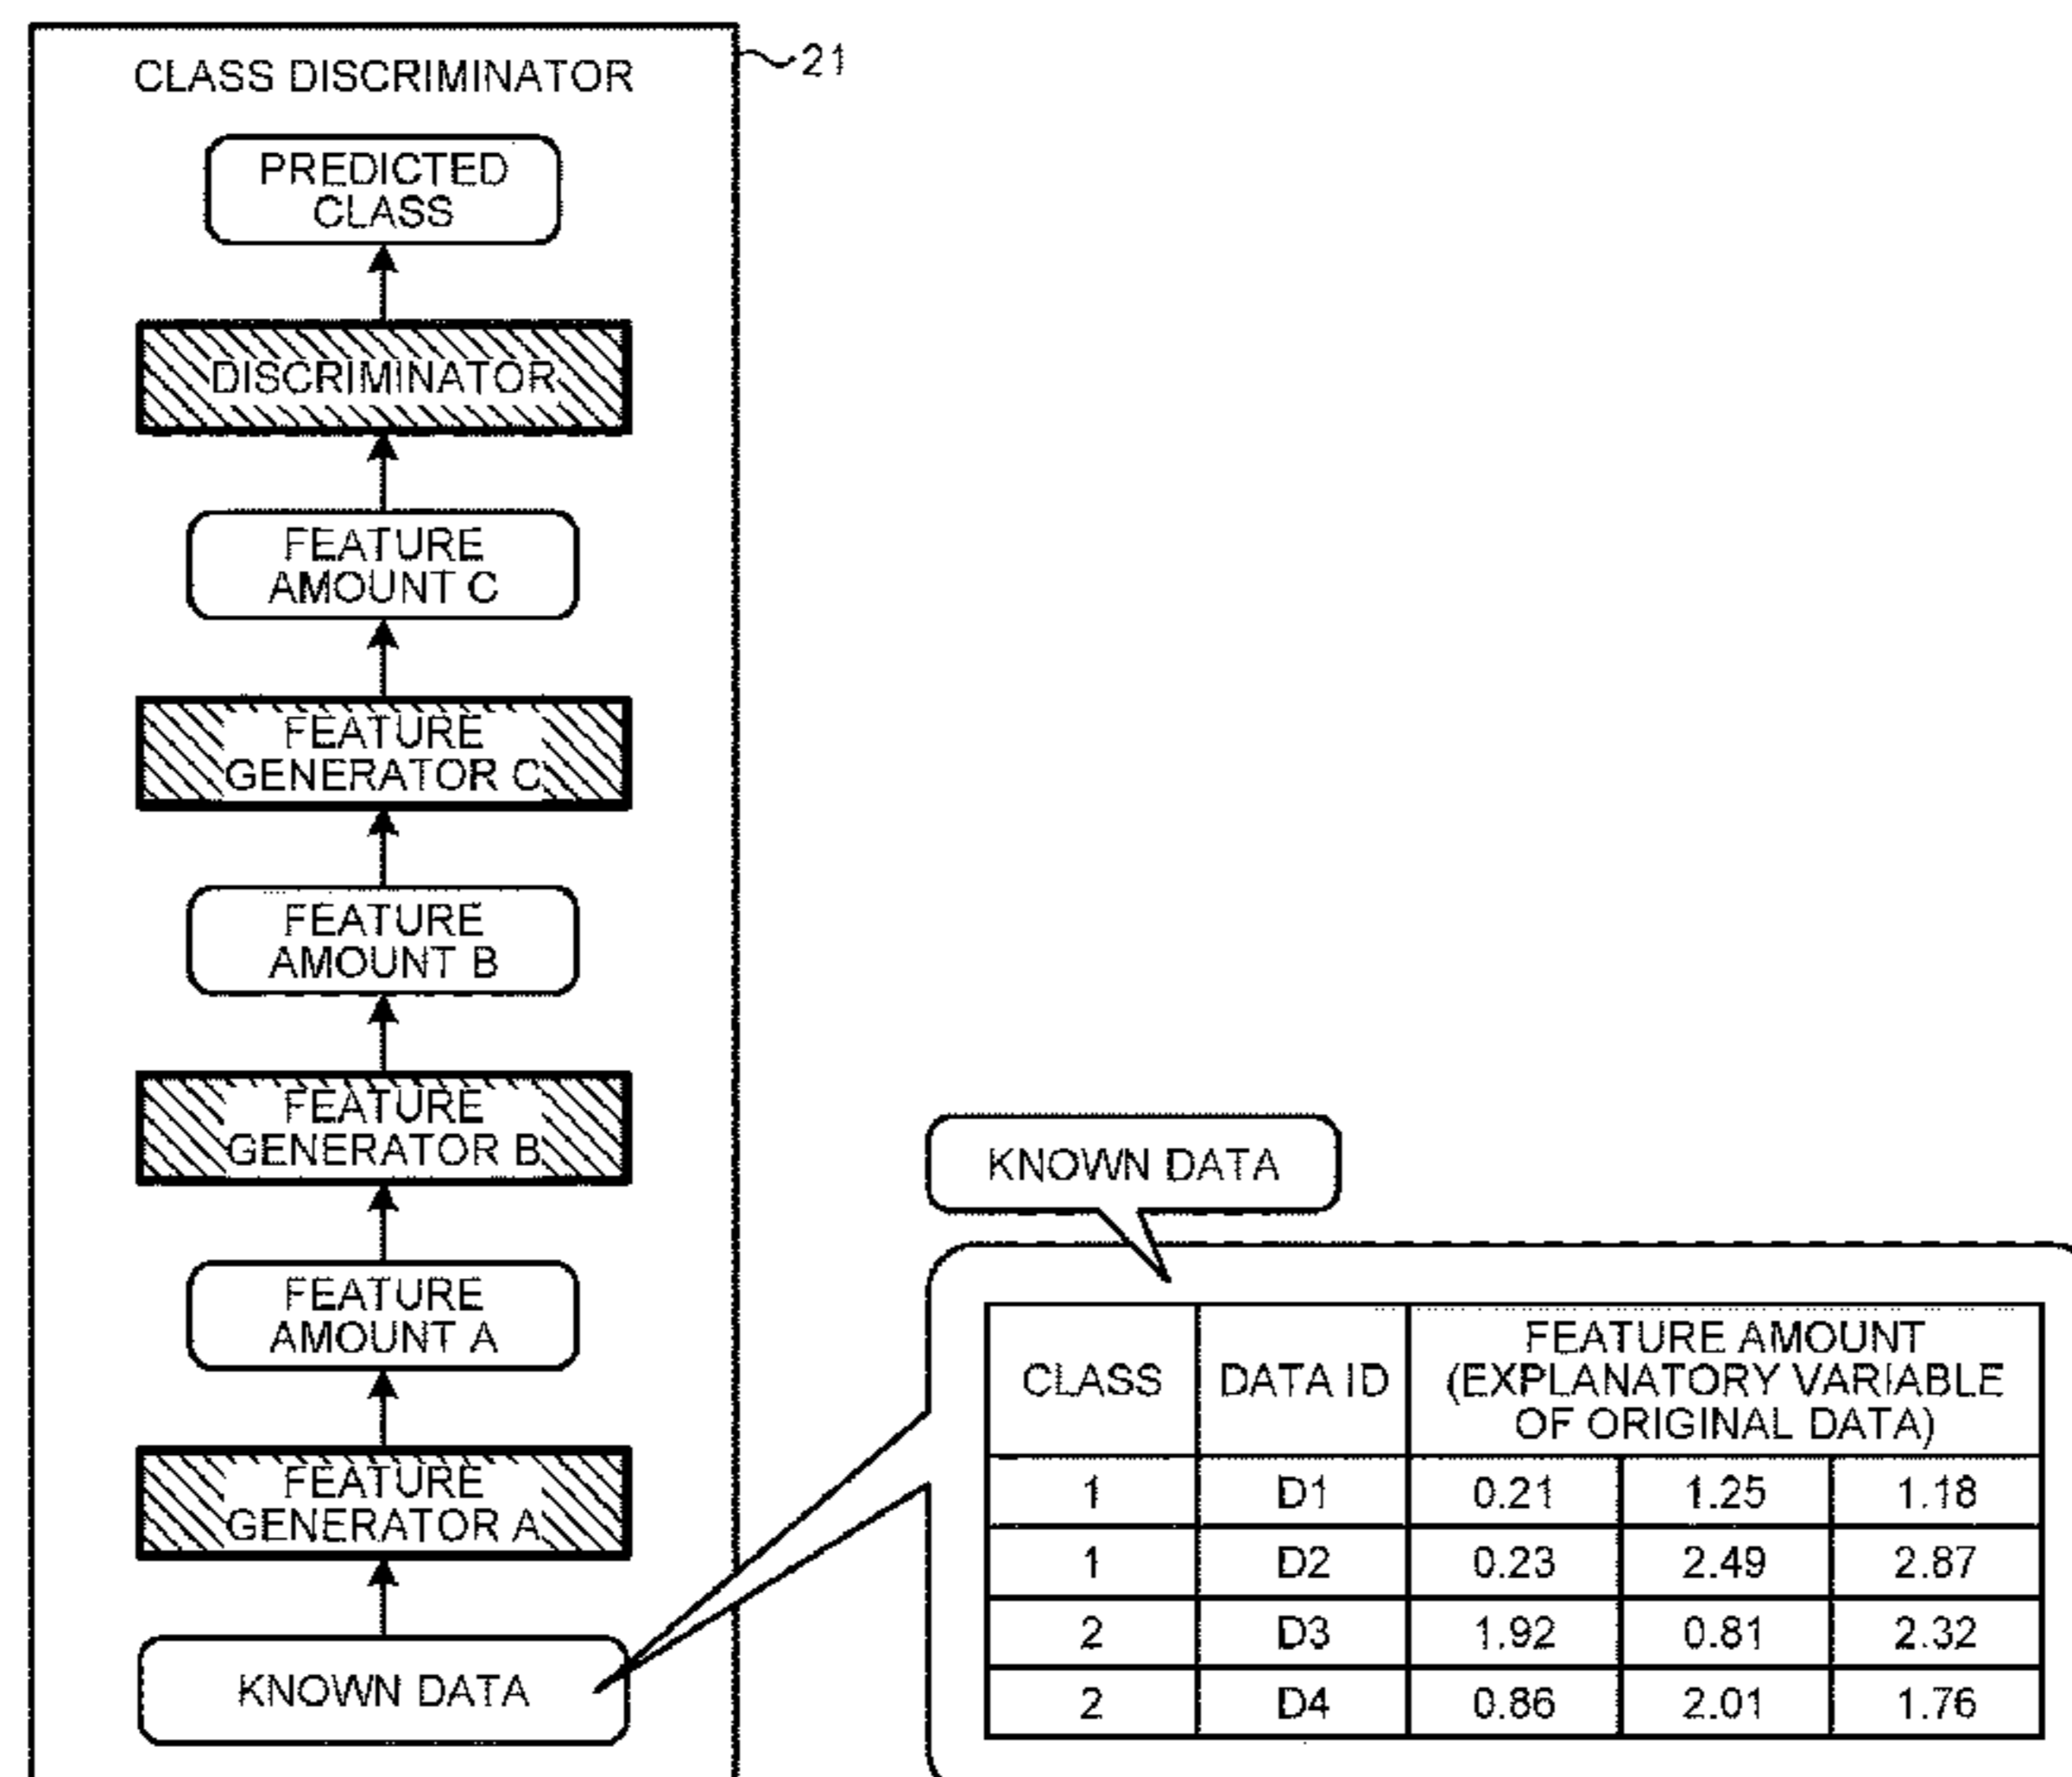 CLASS DISCRIMINATOR
21
PREDICTED
CLASS
DISCRIMINATOR
FEATURE
AMOUNT C
FEATURE
GENERATOR C
FEATURE
AMOUNT B
FEATURE
GENERATOR B
FEATURE
AMOUNT A
FEATURE
GENERATOR A
KNOWN DATA
KNOWN DATA
CLASS DATA ID FEATURE AMOUNT
(EXPLANATORY VARIABLE
OF ORIGINAL DATA)
1 D1 0.21 1.25 1.18
1 D2 0.23 2.49 2.87
2 D3 1.92 0.81 2.32
2 D4 0.86 2.01 1.76